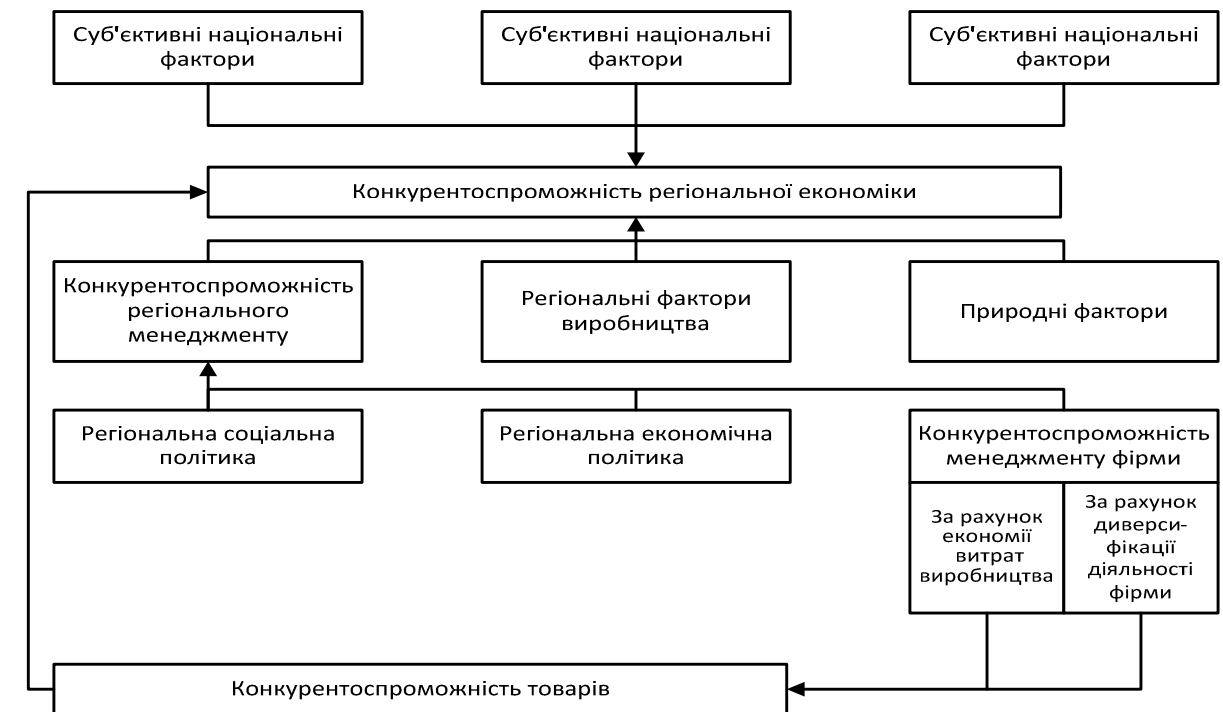 Суб'єктивні національні
фактори
Суб'єктивні національні
фактори
Суб'єктивні національні
фактори
Конкурентоспроможність регіональної економіки
Конкурентоспроможність
регіонального
менеджменту
Регіональні фактори
виробництва
Природні фактори
Регіональна соціальна
політика
Регіональна економічна
політика
Конкурентоспроможність
менеджменту фірми
За рахунок
економії
витрат
виробництва
За рахунок
диверси-
фікації
діяльності
фірми
Конкурентоспроможність товарів